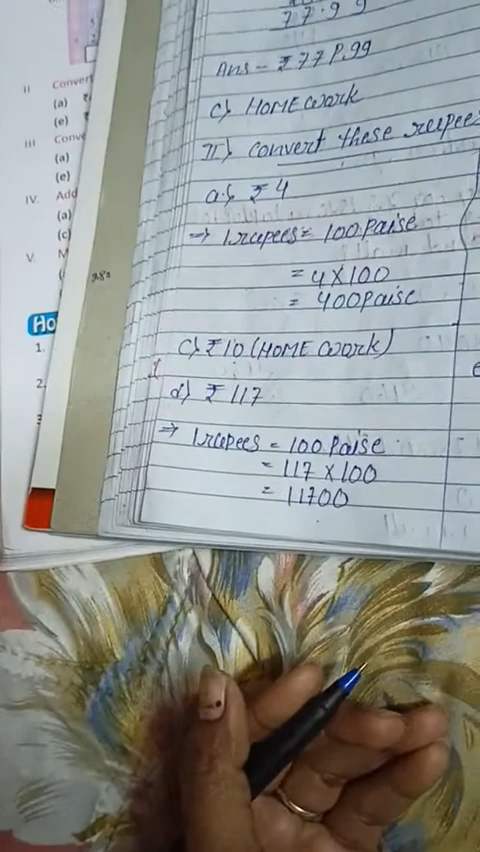 77.99
Ans - ₹77 P.99
c) HOME WORK
II) Convert these rupees
a.) ₹4
⇒ 1 rupees = 100 Paise
= 4 X 100
= 400 Paise
c) ₹10 (HOME WORK)
d) ₹117
⇒ 1 rupees = 100 Paise
= 117 X 100
= 11700
II Convert
(a)
(e)
III Conve
(a)
(e)
IV. Add
(a)
(c)
V. M
Ho
1.
2.